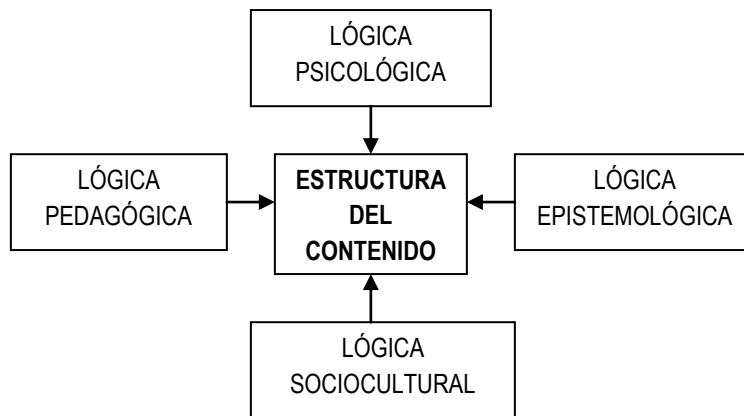 LÓGICA
PSICOLÓGICA
LÓGICA
PEDAGÓGICA
ESTRUCTURA
DEL
CONTENIDO
LÓGICA
EPISTEMOLÓGICA
LÓGICA
SOCIOCULTURAL